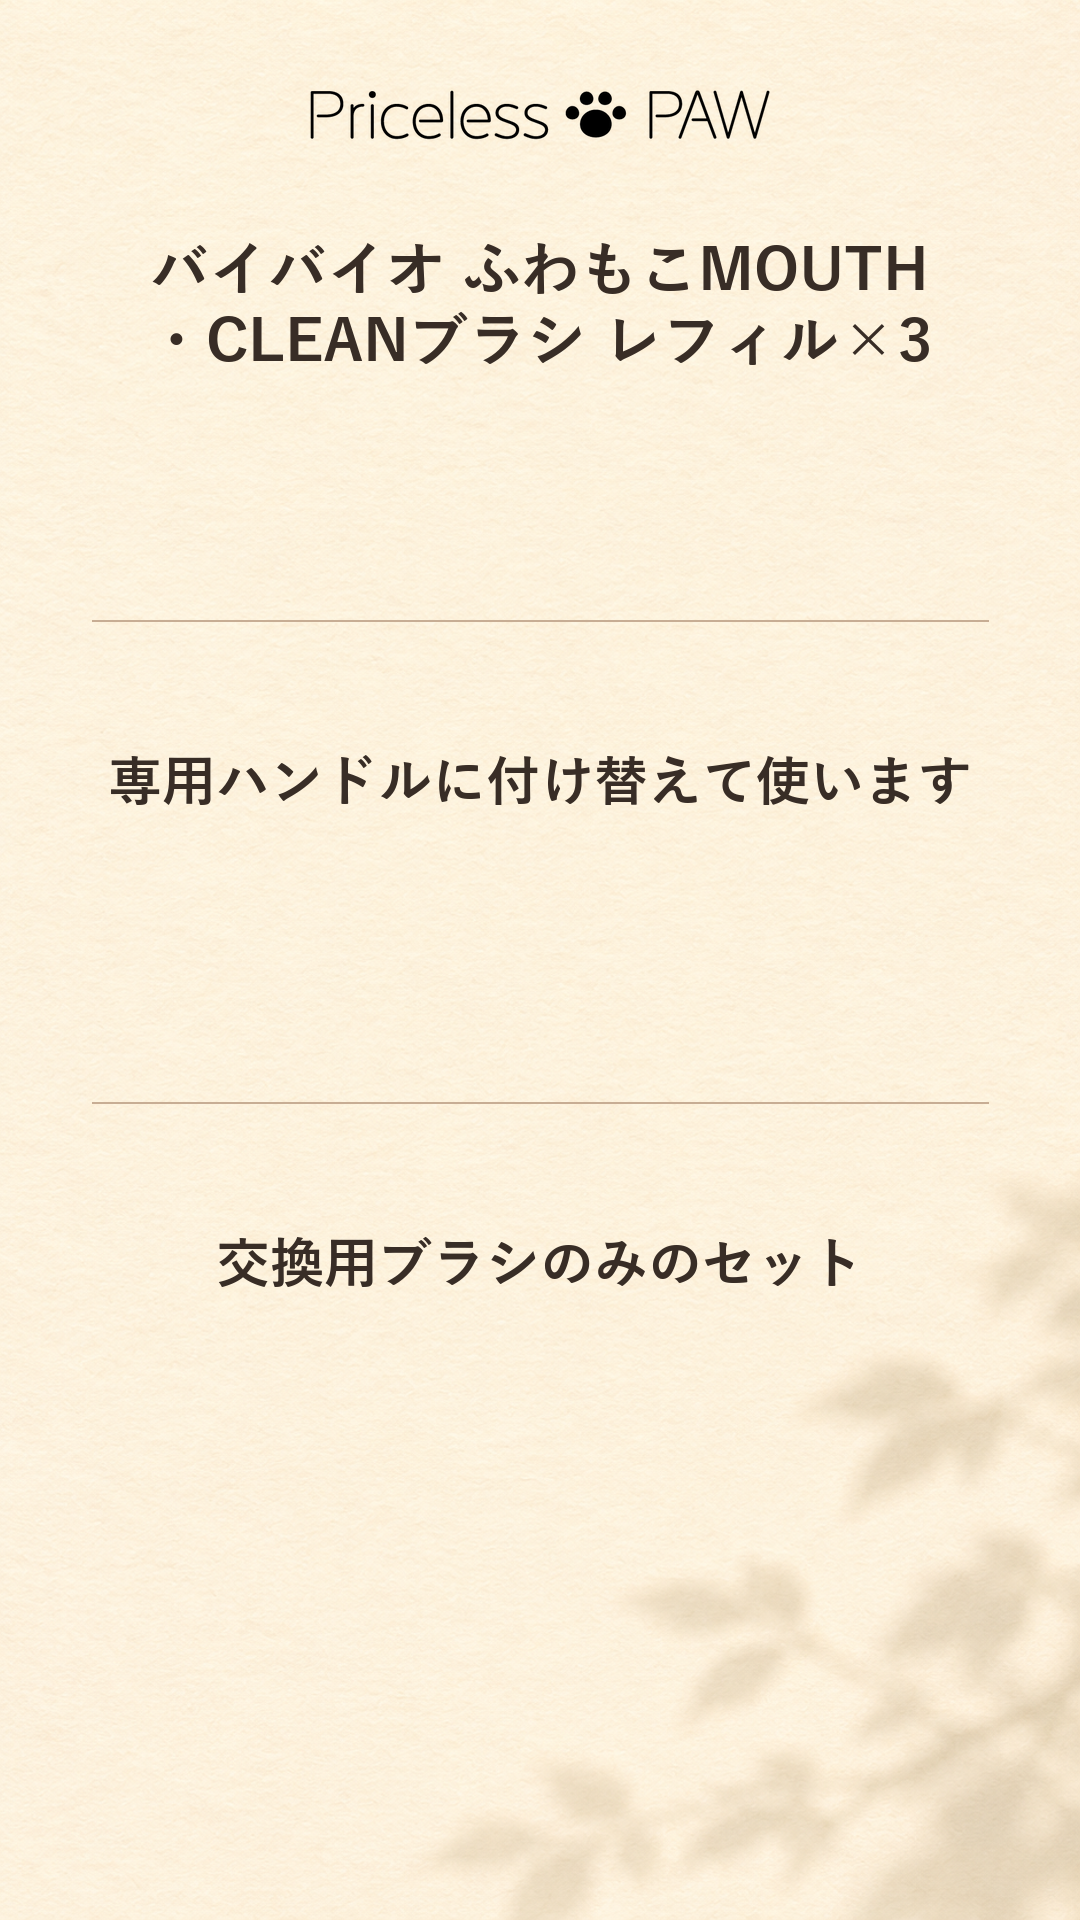 Priceless PAW
バイバイオ ふわもこMOUTH
・CLEANブラシ レフィル×3
専用ハンドルに付け替えて使います
交換用ブラシのみのセット